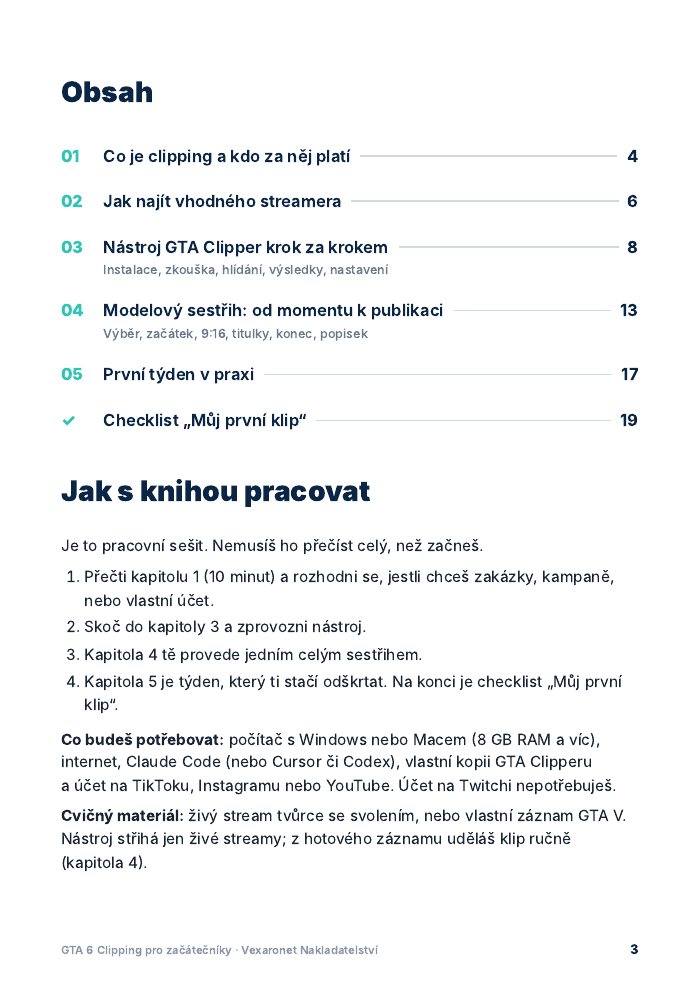 Obsah
01 Co je clipping a kdo za něj platí 4
02 Jak najít vhodného streamera 6
03 Nástroj GTA Clipper krok za krokem 8
Instalace, zkouška, hlídání, výsledky, nastavení
04 Modelový sestřih: od momentu k publikaci 13
Výběr, začátek, 9:16, titulky, konec, popisek
05 První týden v praxi 17
✓ Checklist „Můj první klip“ 19
Jak s knihou pracovat
Je to pracovní sešit. Nemusíš ho přečíst celý, než začneš.
1. Přečti kapitolu 1 (10 minut) a rozhodni se, jestli chceš zakázky, kampaně,
nebo vlastní účet.
2. Skoč do kapitoly 3 a zprovozni nástroj.
3. Kapitola 4 tě provede jedním celým sestřihem.
4. Kapitola 5 je týden, který ti stačí odškrtat. Na konci je checklist „Můj první
klip“.
Co budeš potřebovat: počítač s Windows nebo Macem (8 GB RAM a víc),
internet, Claude Code (nebo Cursor či Codex), vlastní kopii GTA Clipperu
a účet na TikToku, Instagramu nebo YouTube. Účet na Twitchi nepotřebuješ.
Cvičný materiál: živý stream tvůrce se svolením, nebo vlastní záznam GTA V.
Nástroj střihá jen živé streamy; z hotového záznamu uděláš klip ručně
(kapitola 4).
GTA 6 Clipping pro začátečníky · Vexaronet Nakladatelství 3